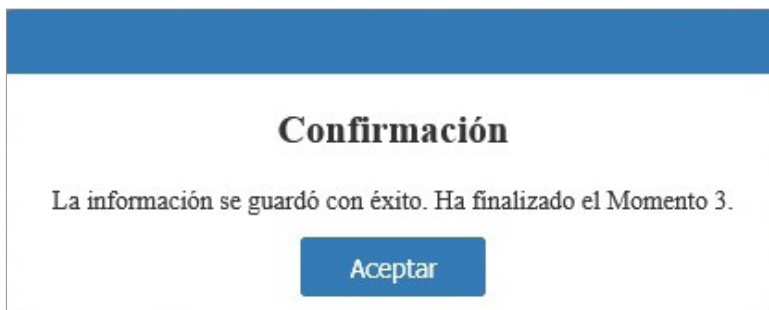 Confirmación
La información se guardó con éxito. Ha finalizado el Momento 3.
Aceptar